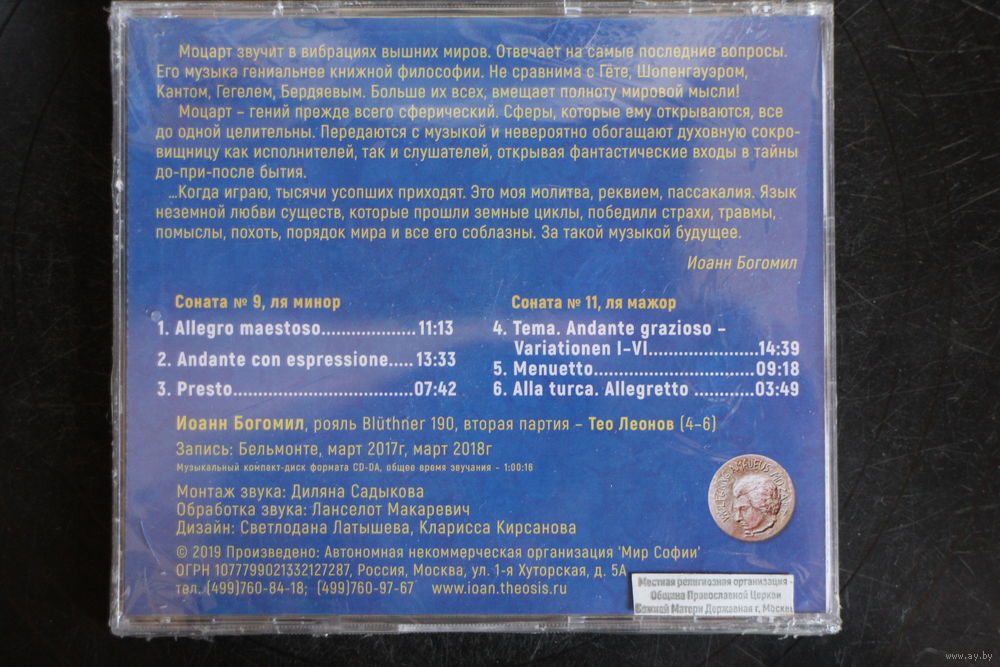 Моцарт звучит в вибрациях вышних миров. Отвечает на самые последние вопросы.
Его музыка гениальнее книжной философии. Не сравнима с Гёте, Шопенгауэром,
Кантом, Гегелем, Бердяевым. Больше их всех, вмещает полноту мировой мысли!
Моцарт – гений прежде всего сферический. Сферы, которые ему открываются, все
до одной целительны. Передаются с музыкой и невероятно обогащают духовную сокро-
вищницу как исполнителей, так и слушателей, открывая фантастические входы в тайны
до-при-после бытия.
...Когда играю, тысячи усопших приходят. Это моя молитва, реквием, пассакалия. Язык
неземной любви существ, которые прошли земные циклы, победили страхи, травмы,
помыслы, похоть, порядок мира и все его соблазны. За такой музыкой будущее.
Иоанн Богомил
Соната № 9, ля минор
1. Allegro maestoso...................11:13
2. Andante con espressione.....13:33
3. Presto....................................07:42
Соната № 11, ля мажор
4. Tema. Andante grazioso –
Variationen I–VI......................14:39
5. Menuetto................................09:18
6. Alla turca. Allegretto ............03:49
Иоанн Богомил, рояль Blüthner 190, вторая партия – Тео Леонов (4–6)
Запись: Бельмонте, март 2017г, март 2018г
Музыкальный компакт-диск формата CD-DA, общее время звучания - 1:00:16
Монтаж звука: Диляна Садыкова
Обработка звука: Ланселот Макаревич
Дизайн: Светлодана Латышева, Кларисса Кирсанова
© 2019 Произведено: Автономная некоммерческая организация 'Мир Софии'
ОГРН 1077799021332127287, Россия, Москва, ул. 1-я Хуторская, д. 5А
тел. (499)760-84-18; (499)760-97-67 www.ioan.theosis.ru
Местная религиозная организация -
Община Православной Церкви
Божией Матери Державная г. Москвы
WOLFGANG AMADEUS MOZART
www.ay.by